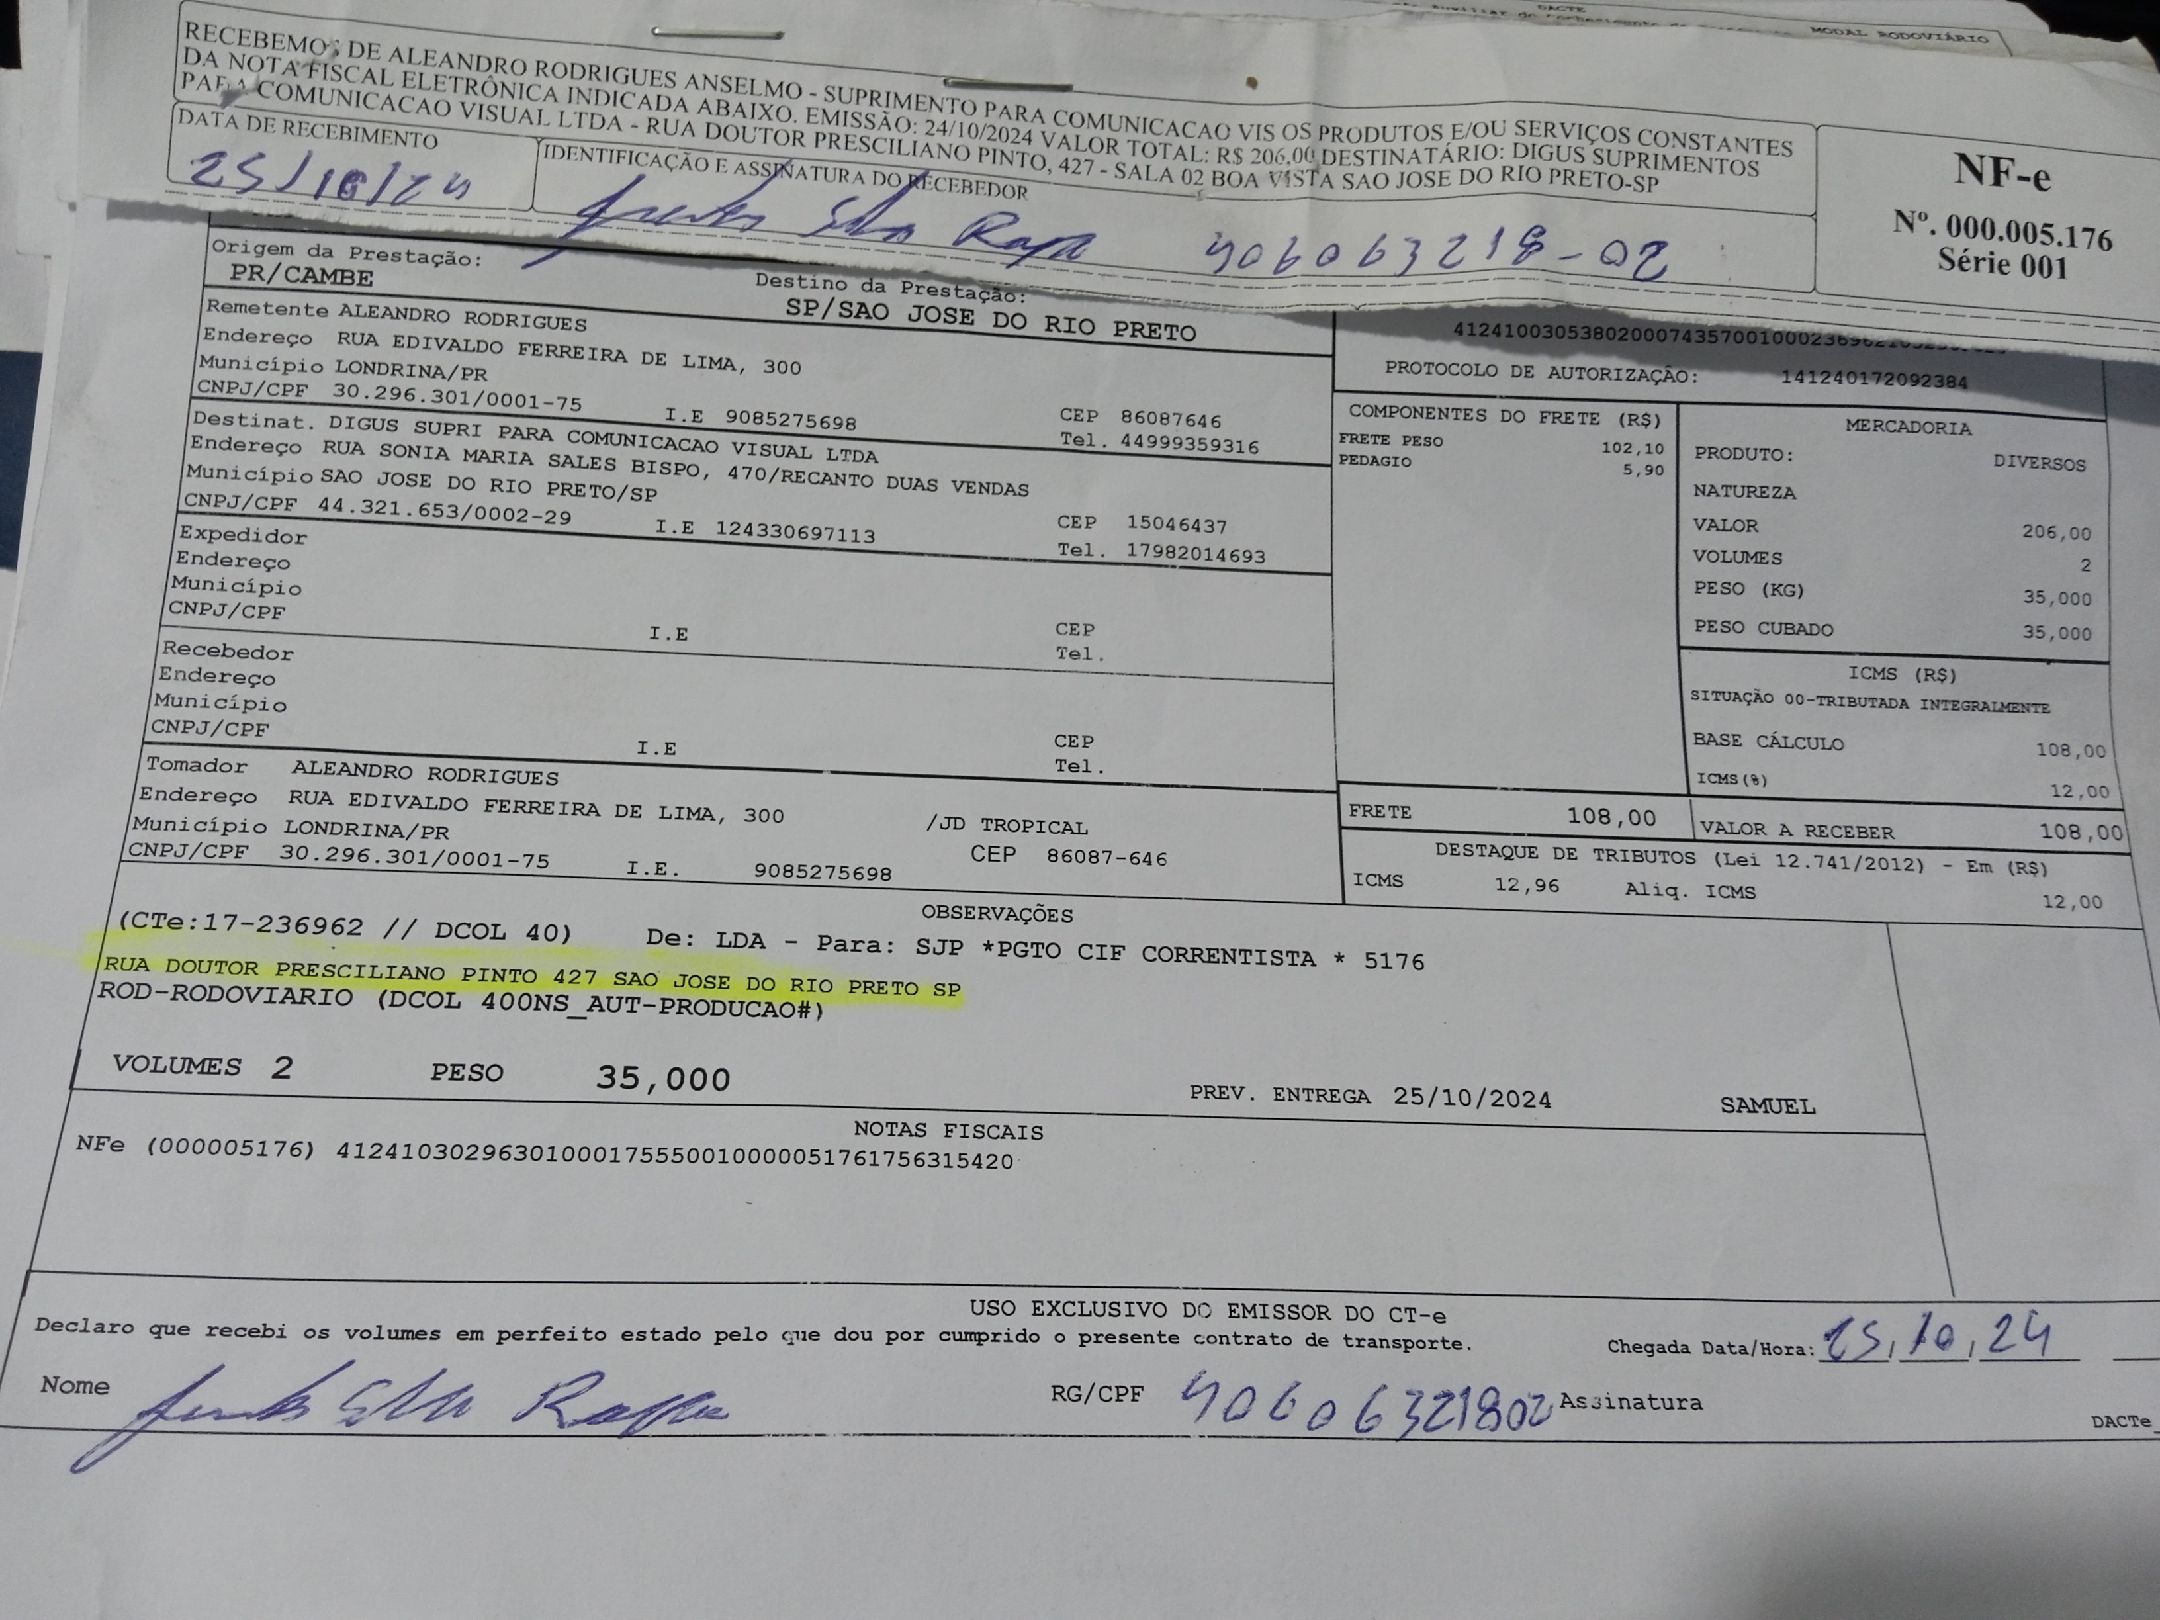 MODAL RODOVIÁRIO
RECEBEMOS DE ALEANDRO RODRIGUES ANSELMO - SUPRIMENTO PARA COMUNICACAO VIS OS PRODUTOS E/OU SERVIÇOS CONSTANTES
DA NOTA FISCAL ELETRÔNICA INDICADA ABAIXO. EMISSÃO: 24/10/2024 VALOR TOTAL: R$ 206,00 DESTINATÁRIO: DIGUS SUPRIMENTOS
PARA COMUNICACAO VISUAL LTDA - RUA DOUTOR PRESCILIANO PINTO, 427 - SALA 02 BOA VISTA SAO JOSE DO RIO PRETO-SP
DATA DE RECEBIMENTO
25/10/24
IDENTIFICAÇÃO E ASSINATURA DO RECEBEDOR
406063218-02
NF-e
Nº. 000.005.176
Série 001
Origem da Prestação:
PR/CAMBE
Destino da Prestação:
SP/SAO JOSE DO RIO PRETO
Remetente ALEANDRO RODRIGUES
Endereço RUA EDIVALDO FERREIRA DE LIMA, 300
Município LONDRINA/PR
CEP 86087646
CNPJ/CPF 30.296.301/0001-75 I.E 9085275698 Tel. 44999359316
Destinat. DIGUS SUPRI PARA COMUNICACAO VISUAL LTDA
Endereço RUA SONIA MARIA SALES BISPO, 470/RECANTO DUAS VENDAS
Município SAO JOSE DO RIO PRETO/SP CEP 15046437
CNPJ/CPF 44.321.653/0002-29 I.E 124330697113 Tel. 17982014693
Expedidor
Endereço
Município CEP
CNPJ/CPF I.E Tel.
Recebedor
Endereço
Município CEP
CNPJ/CPF I.E Tel.
Tomador ALEANDRO RODRIGUES
Endereço RUA EDIVALDO FERREIRA DE LIMA, 300 /JD TROPICAL
Município LONDRINA/PR CEP 86087-646
CNPJ/CPF 30.296.301/0001-75 I.E. 9085275698
PROTOCOLO DE AUTORIZAÇÃO: 141240172092384
COMPONENTES DO FRETE (R$)
FRETE PESO 102,10
PEDAGIO 5,90
MERCADORIA
PRODUTO: DIVERSOS
NATUREZA
VALOR 206,00
VOLUMES 2
PESO (KG) 35,000
PESO CUBADO 35,000
ICMS (R$)
SITUAÇÃO 00-TRIBUTADA INTEGRALMENTE
BASE CÁLCULO 108,00
ICMS(%) 12,00
FRETE 108,00 VALOR A RECEBER 108,00
DESTAQUE DE TRIBUTOS (Lei 12.741/2012) - Em (R$)
ICMS 12,96 Aliq. ICMS 12,00
OBSERVAÇÕES
(CTe:17-236962 // DCOL 40) De: LDA - Para: SJP *PGTO CIF CORRENTISTA * 5176
RUA DOUTOR PRESCILIANO PINTO 427 SAO JOSE DO RIO PRETO SP
ROD-RODOVIARIO (DCOL 400NS_AUT-PRODUCAO#)
VOLUMES 2 PESO 35,000 PREV. ENTREGA 25/10/2024 SAMUEL
NOTAS FISCAIS
NFe (000005176) 41241030296301000175550010000051761756315420
USO EXCLUSIVO DO EMISSOR DO CT-e
Declaro que recebi os volumes em perfeito estado pelo que dou por cumprido o presente contrato de transporte.
Chegada Data/Hora: 25,10,24
Nome
RG/CPF 40606321802 Assinatura
DACTe_